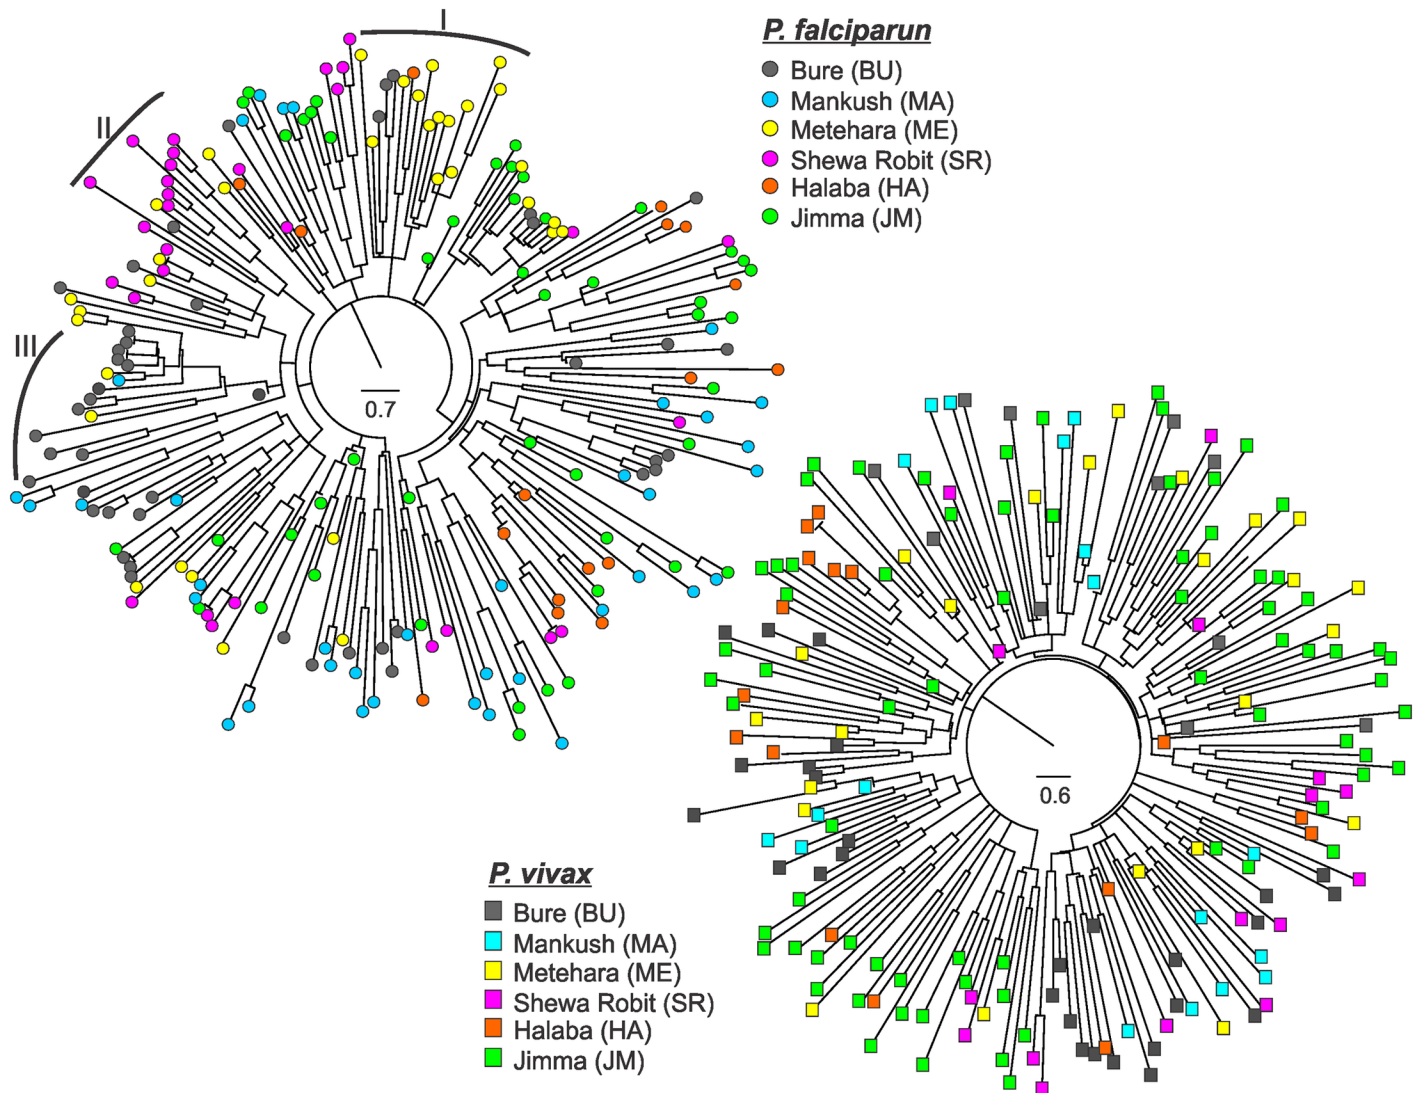 I
II
III
P. falciparun
Bure (BU)
Mankush (MA)
Metehara (ME)
Shewa Robit (SR)
Halaba (HA)
Jimma (JM)
0.7
0.6
P. vivax
Bure (BU)
Mankush (MA)
Metehara (ME)
Shewa Robit (SR)
Halaba (HA)
Jimma (JM)